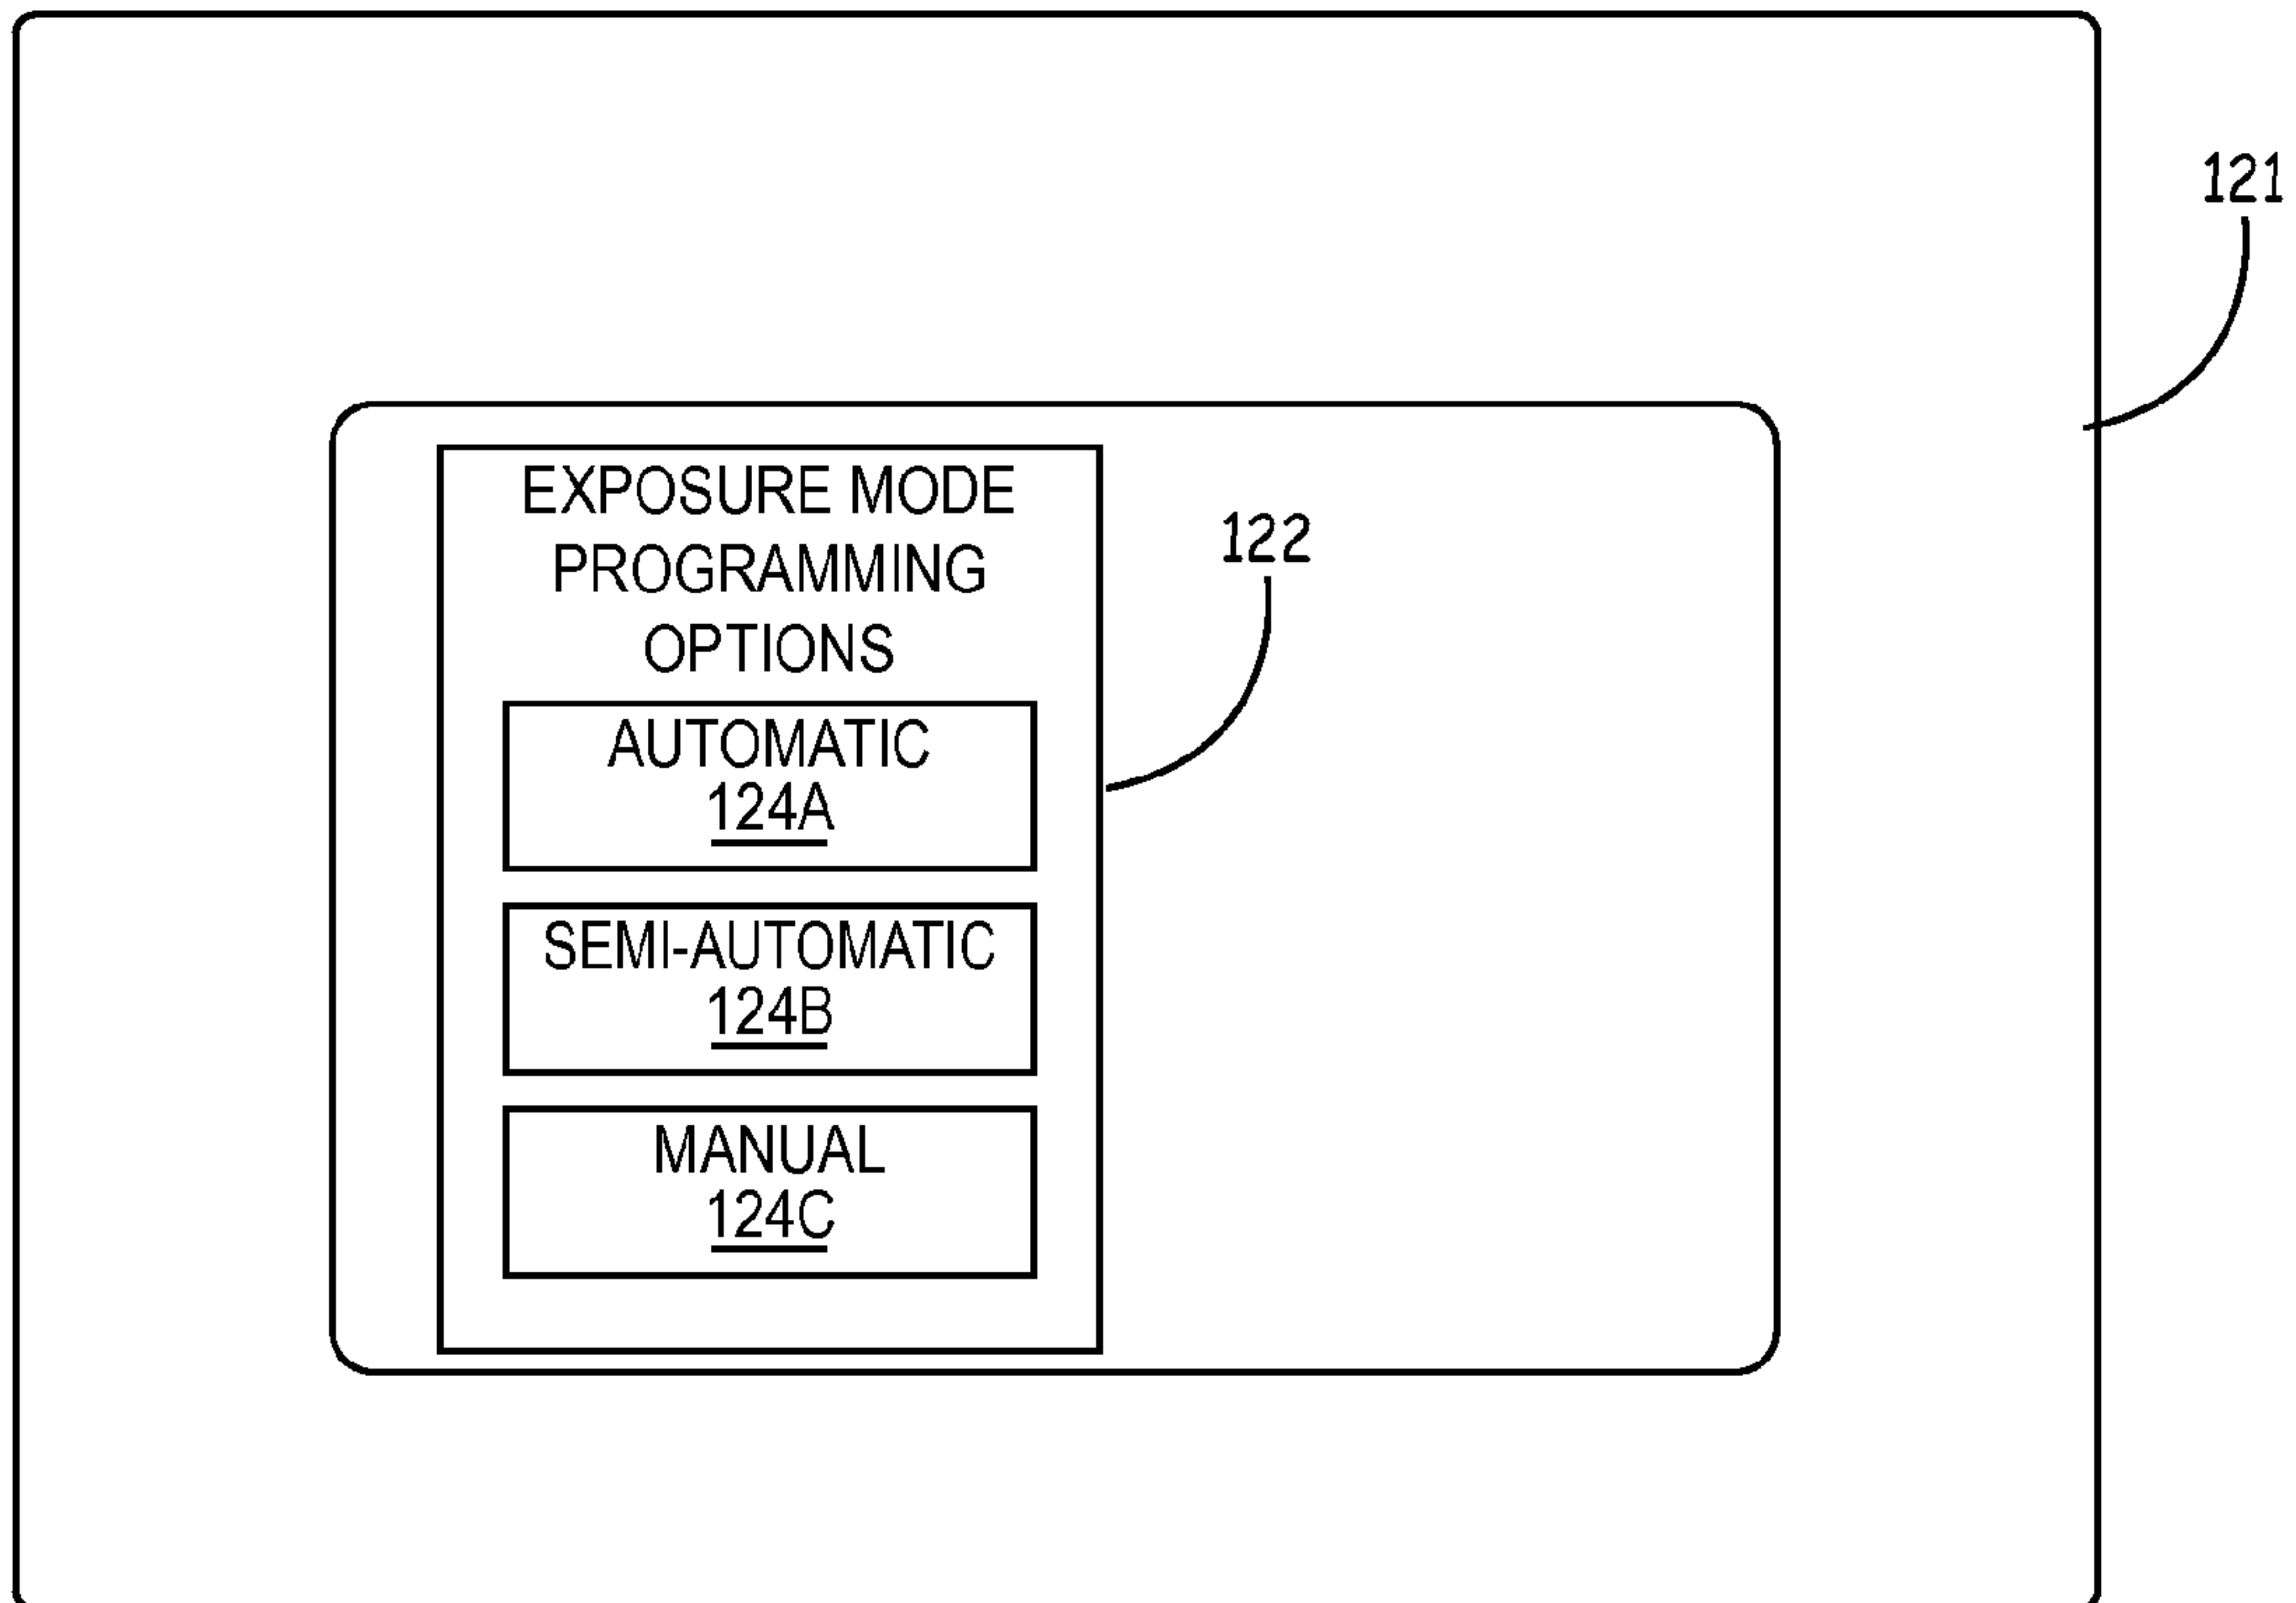 121
EXPOSURE MODE
PROGRAMMING
OPTIONS
122
AUTOMATIC
124A
SEMI-AUTOMATIC
124B
MANUAL
124C